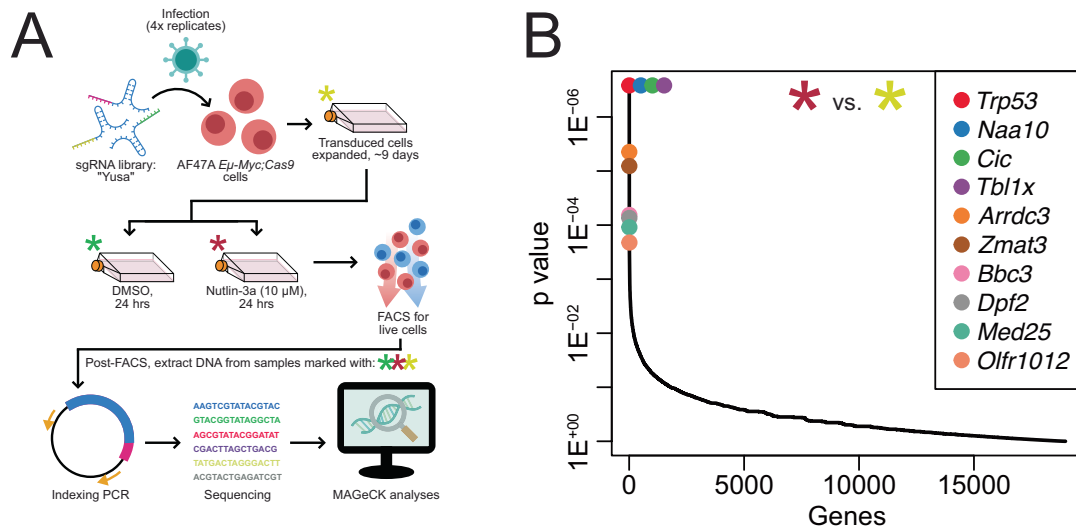 A
Infection
(4x replicates)
sgRNA library:
"Yusa"
AF47A Eμ-Myc;Cas9
cells
Transduced cells
expanded, ~9 days
DMSO,
24 hrs
Nutlin-3a (10 μM),
24 hrs
FACS for
live cells
Post-FACS, extract DNA from samples marked with: ***
AAGTCGTATACGTAC
GTACGGTATAGGCTA
AGCGTATACGGATAT
CGACTTAGCTGACG
TATGACTAGGGACTT
ACGTACTGAGATCGT
Indexing PCR
Sequencing
MAGeCK analyses
B
* vs. *
p value
1E−06
1E−04
1E−02
1E+00
0
5000
10000
15000
Genes
Trp53
Naa10
Cic
Tbl1x
Arrdc3
Zmat3
Bbc3
Dpf2
Med25
Olfr1012